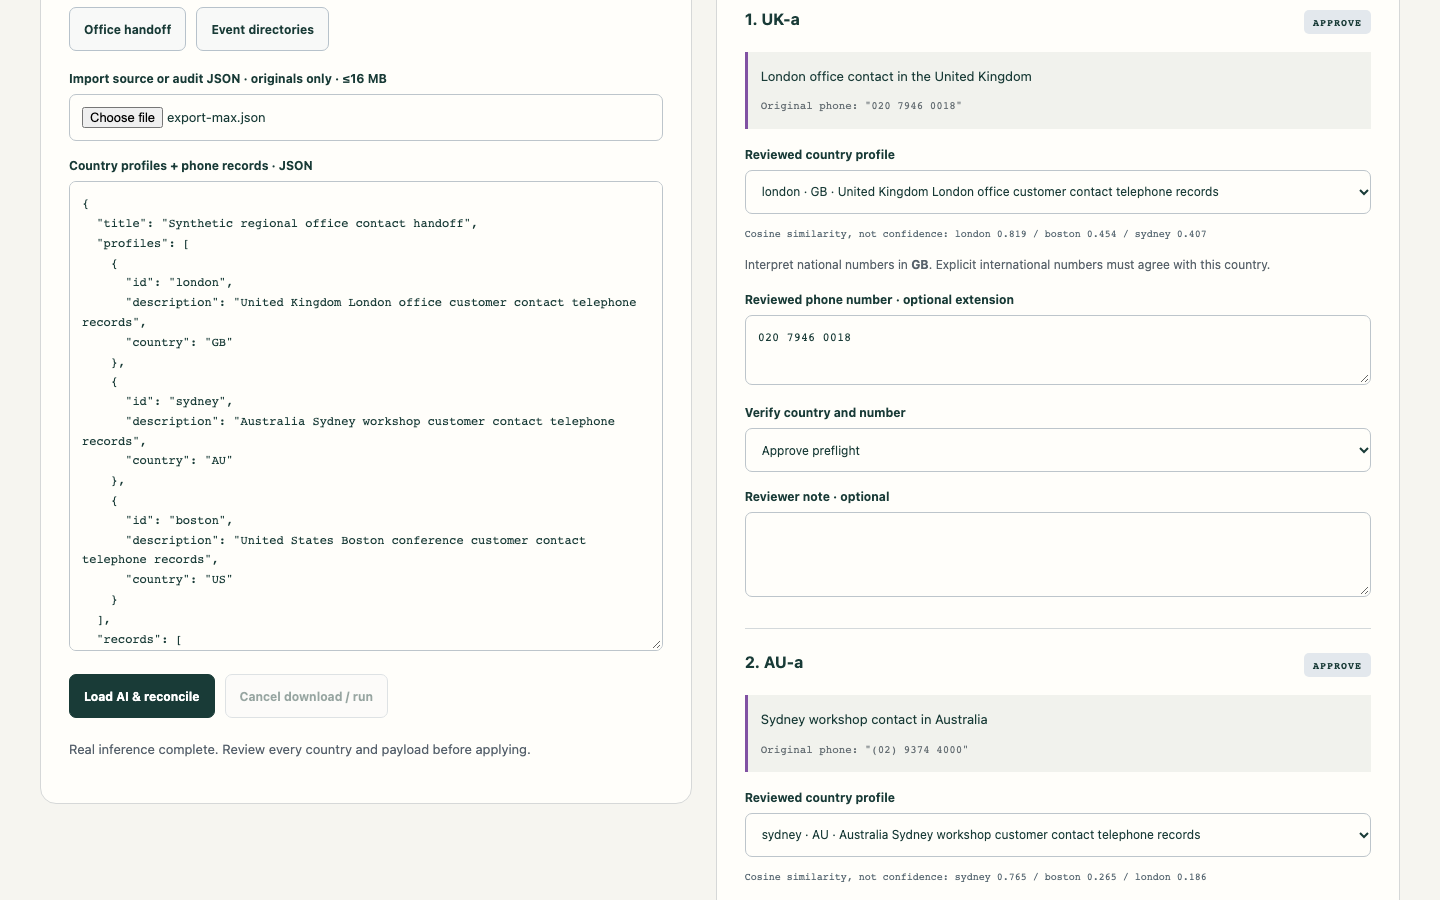 Office handoff
Event directories
Import source or audit JSON · originals only · ≤16 MB
Choose file export-max.json
Country profiles + phone records · JSON
{
"title": "Synthetic regional office contact handoff",
"profiles": [
{
"id": "london",
"description": "United Kingdom London office customer contact telephone
records",
"country": "GB"
},
{
"id": "sydney",
"description": "Australia Sydney workshop customer contact telephone
records",
"country": "AU"
},
{
"id": "boston",
"description": "United States Boston conference customer contact
telephone records",
"country": "US"
}
],
"records": [
Load AI & reconcile
Cancel download / run
Real inference complete. Review every country and payload before applying.
1. UK-a
APPROVE
London office contact in the United Kingdom
Original phone: "020 7946 0018"
Reviewed country profile
london · GB · United Kingdom London office customer contact telephone records
Cosine similarity, not confidence: london 0.819 / boston 0.454 / sydney 0.407
Interpret national numbers in GB. Explicit international numbers must agree with this country.
Reviewed phone number · optional extension
020 7946 0018
Verify country and number
Approve preflight
Reviewer note · optional
2. AU-a
APPROVE
Sydney workshop contact in Australia
Original phone: "(02) 9374 4000"
Reviewed country profile
sydney · AU · Australia Sydney workshop customer contact telephone records
Cosine similarity, not confidence: sydney 0.765 / boston 0.265 / london 0.186